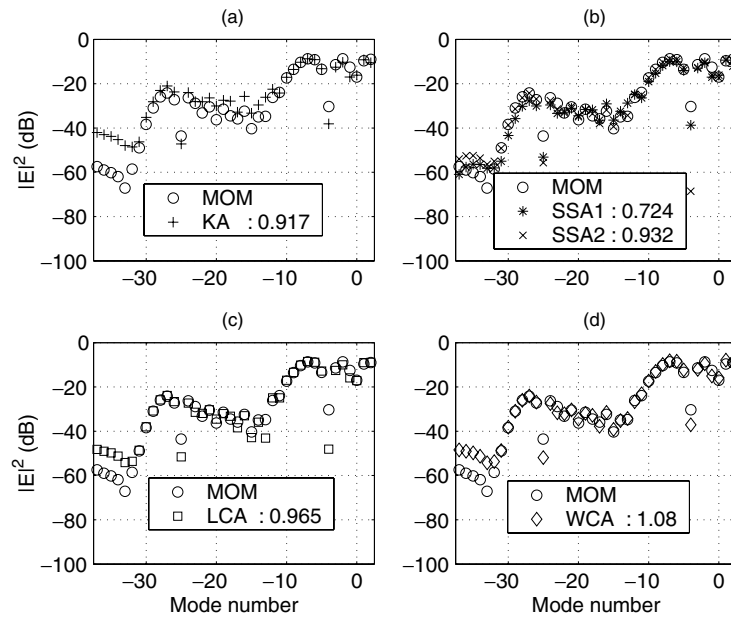 (a)
0
−20
−40
−60
−80
−100
|E|² (dB)
−30
−20
−10
0
MOM
KA : 0.917
(b)
0
−20
−40
−60
−80
−100
−30
−20
−10
0
MOM
SSA1 : 0.724
SSA2 : 0.932
(c)
0
−20
−40
−60
−80
−100
|E|² (dB)
−30
−20
−10
0
Mode number
MOM
LCA : 0.965
(d)
0
−20
−40
−60
−80
−100
−30
−20
−10
0
Mode number
MOM
WCA : 1.08